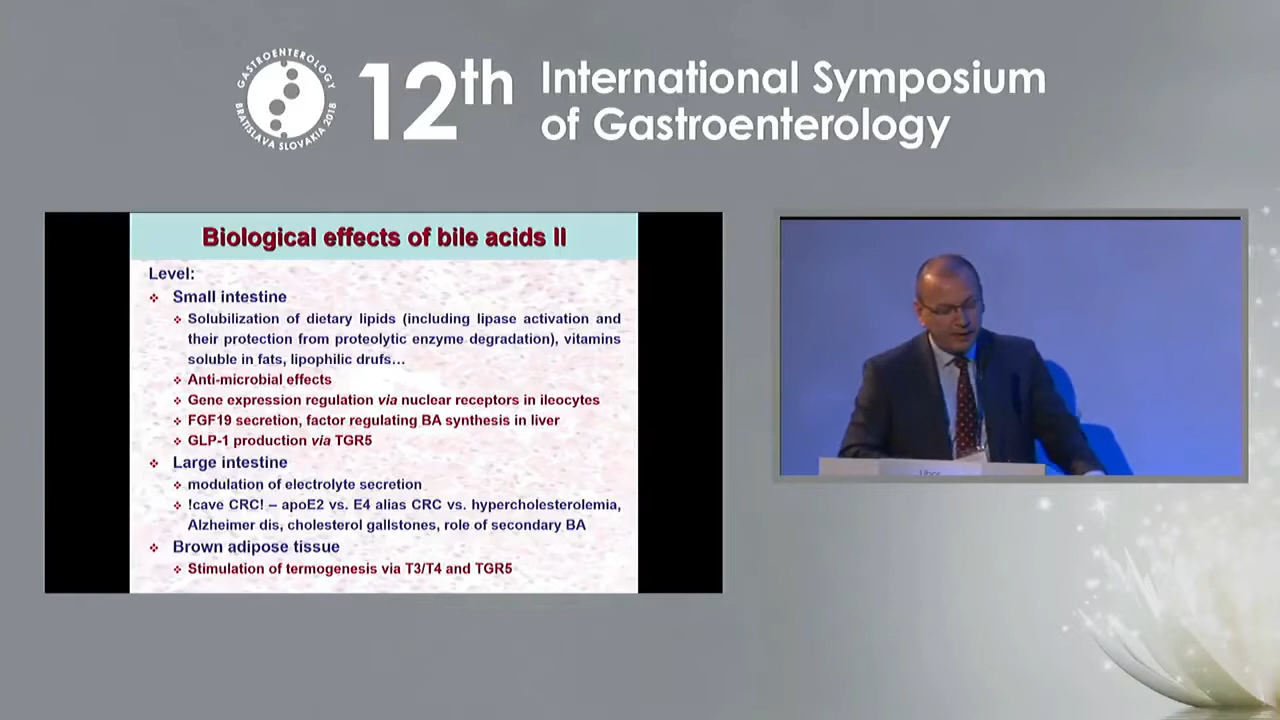 GASTROENTEROLOGY
BRATISLAVA SLOVAKIA 2018
12th
International Symposium
of Gastroenterology
Biological effects of bile acids II
Level:
Small intestine
Solubilization of dietary lipids (including lipase activation and
their protection from proteolytic enzyme degradation), vitamins
soluble in fats, lipophilic drufs…
Anti-microbial effects
Gene expression regulation via nuclear receptors in ileocytes
FGF19 secretion, factor regulating BA synthesis in liver
GLP-1 production via TGR5
Large intestine
modulation of electrolyte secretion
!cave CRC! – apoE2 vs. E4 alias CRC vs. hypercholesterolemia,
Alzheimer dis, cholesterol gallstones, role of secondary BA
Brown adipose tissue
Stimulation of termogenesis via T3/T4 and TGR5